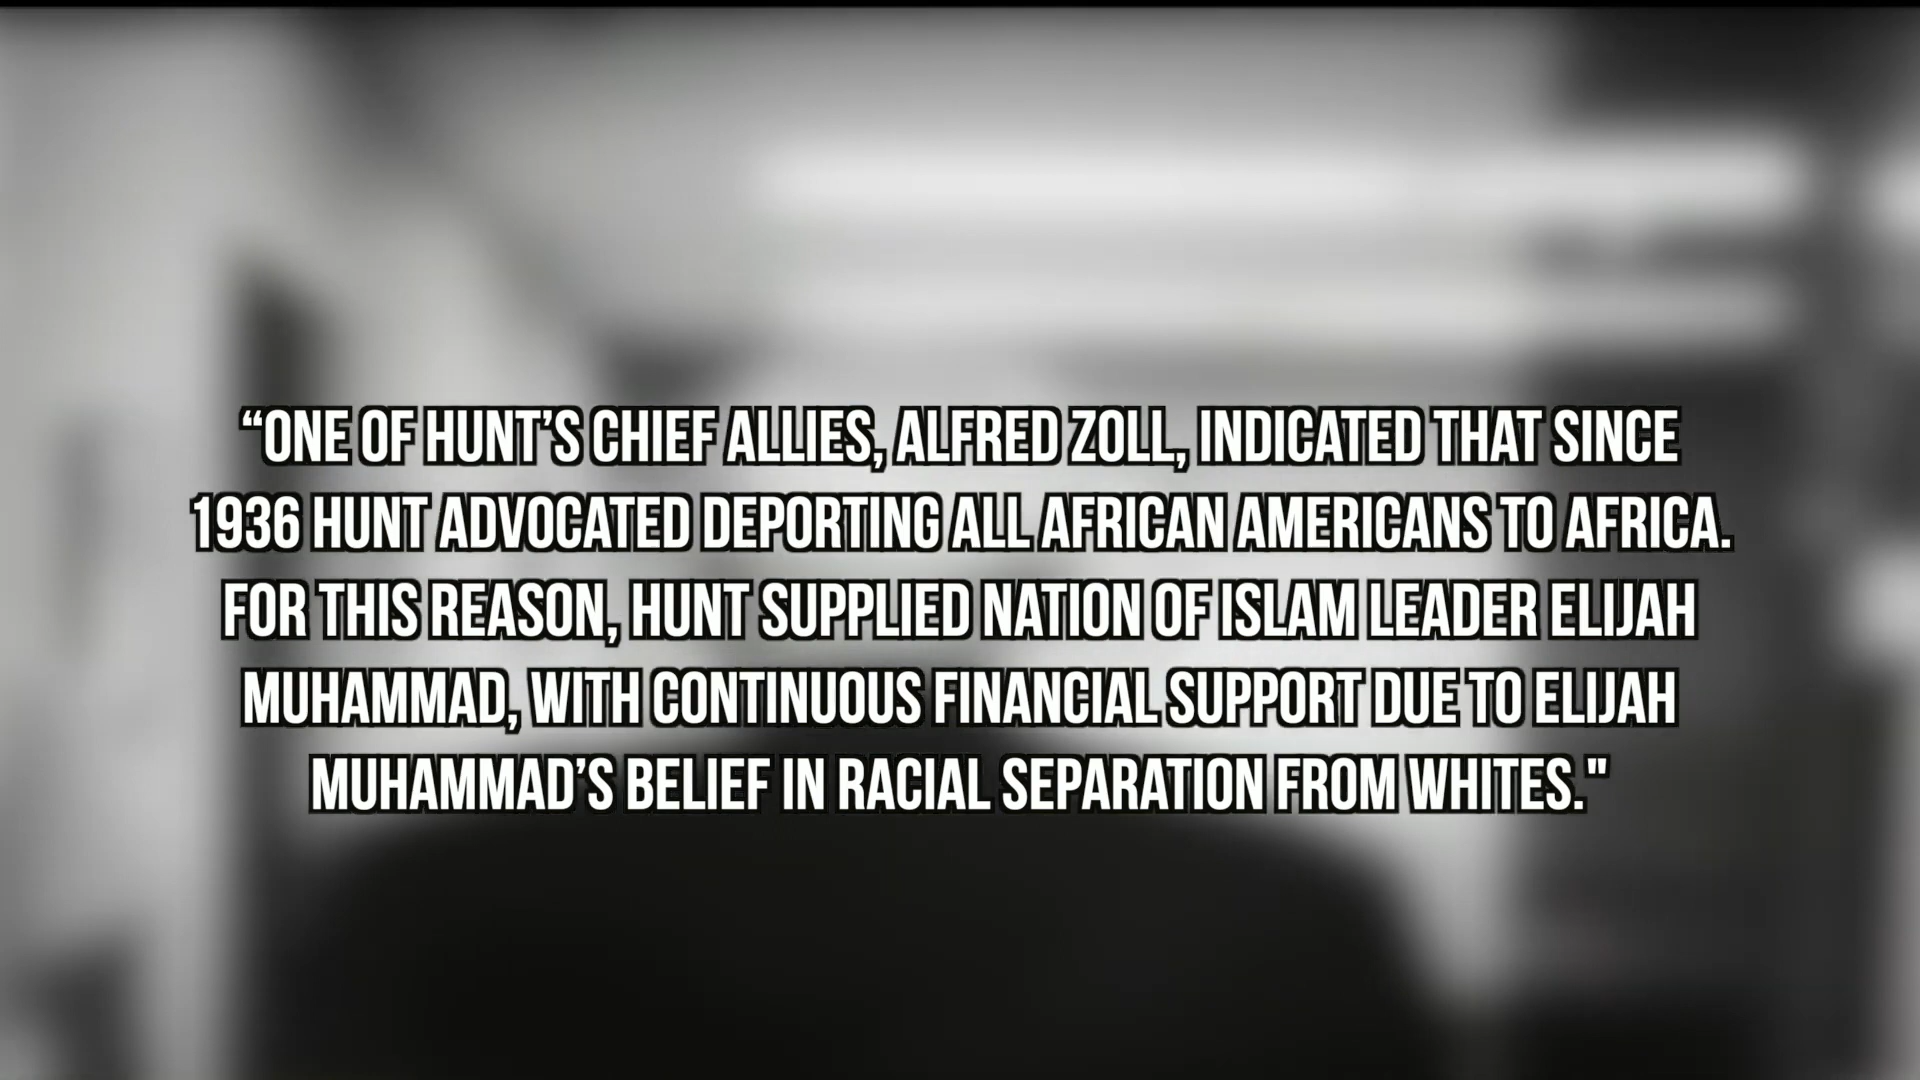 “ONE OF HUNT’S CHIEF ALLIES, ALFRED ZOLL, INDICATED THAT SINCE
1936 HUNT ADVOCATED DEPORTING ALL AFRICAN AMERICANS TO AFRICA.
FOR THIS REASON, HUNT SUPPLIED NATION OF ISLAM LEADER ELIJAH
MUHAMMAD, WITH CONTINUOUS FINANCIAL SUPPORT DUE TO ELIJAH
MUHAMMAD’S BELIEF IN RACIAL SEPARATION FROM WHITES."